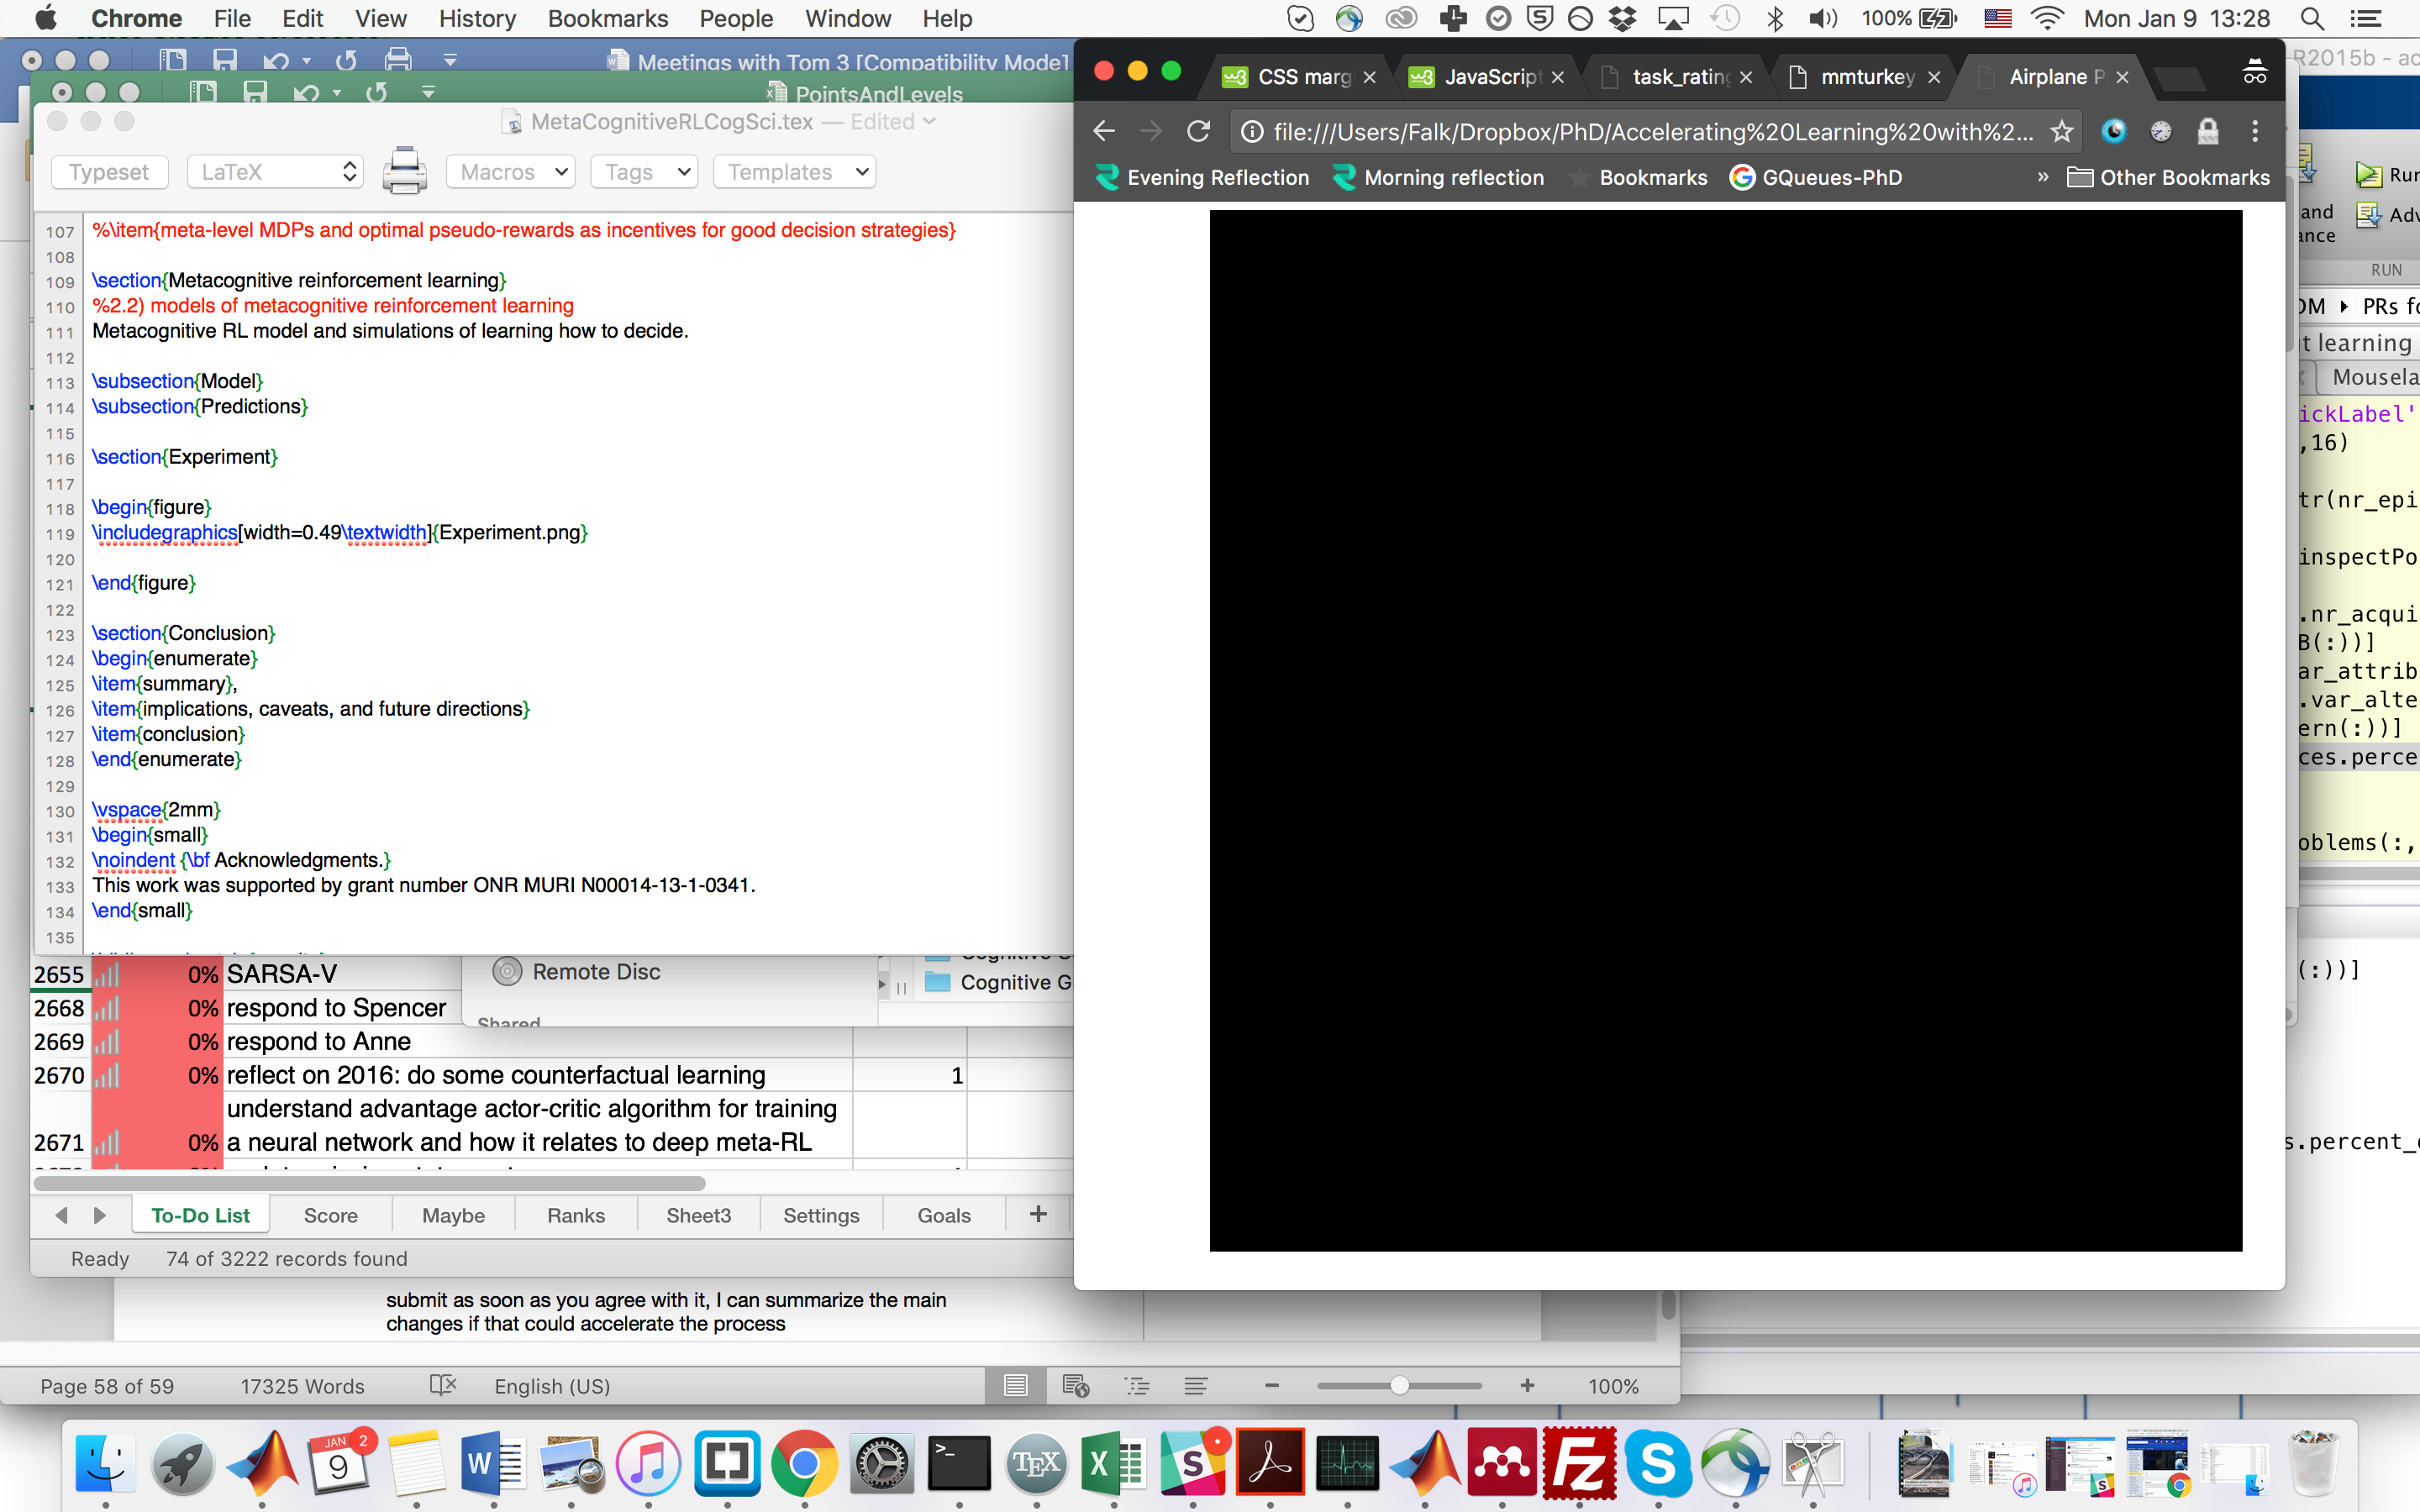 Chrome File Edit View History Bookmarks People Window Help 100% Mon Jan 9 13:28
Meetings with Tom 3 [Compatibility Mode]
PointsAndLevels
MetaCognitiveRLCogSci.tex — Edited
Typeset LaTeX Macros Tags Templates
107 %\item{meta-level MDPs and optimal pseudo-rewards as incentives for good decision strategies}
108
109 \section{Metacognitive reinforcement learning}
110 %2.2) models of metacognitive reinforcement learning
111 Metacognitive RL model and simulations of learning how to decide.
112
113 \subsection{Model}
114 \subsection{Predictions}
115
116 \section{Experiment}
117
118 \begin{figure}
119 \includegraphics[width=0.49\textwidth]{Experiment.png}
120
121 \end{figure}
122
123 \section{Conclusion}
124 \begin{enumerate}
125 \item{summary},
126 \item{implications, caveats, and future directions}
127 \item{conclusion}
128 \end{enumerate}
129
130 \vspace{2mm}
131 \begin{small}
132 \noindent {\bf Acknowledgments.}
133 This work was supported by grant number ONR MURI N00014-13-1-0341.
134 \end{small}
135
2655 0% SARSA-V
2668 0% respond to Spencer
2669 0% respond to Anne
2670 0% reflect on 2016: do some counterfactual learning 1
understand advantage actor-critic algorithm for training
2671 0% a neural network and how it relates to deep meta-RL
Remote Disc
Shared
Cognitive G
To-Do List Score Maybe Ranks Sheet3 Settings Goals +
Ready 74 of 3222 records found
submit as soon as you agree with it, I can summarize the main
changes if that could accelerate the process
Page 58 of 59 17325 Words English (US) 100%
CSS marg JavaScript task_rating mmturkey Airplane P
file:///Users/Falk/Dropbox/PhD/Accelerating%20Learning%20with%2...
Evening Reflection Morning reflection Bookmarks GQueues-PhD » Other Bookmarks
R2015b - ac
Run
and Adv
ance
RUN
DM PRs fo
t learning
Mousela
ickLabel'
,16)
tr(nr_epi
inspectPo
.nr_acqui
B(:))]
ar_attrib
.var_alte
ern(:))]
ces.perce
oblems(:,
(:))]
s.percent_
JAN 9 2
W
TEX
X
S
Fz
S